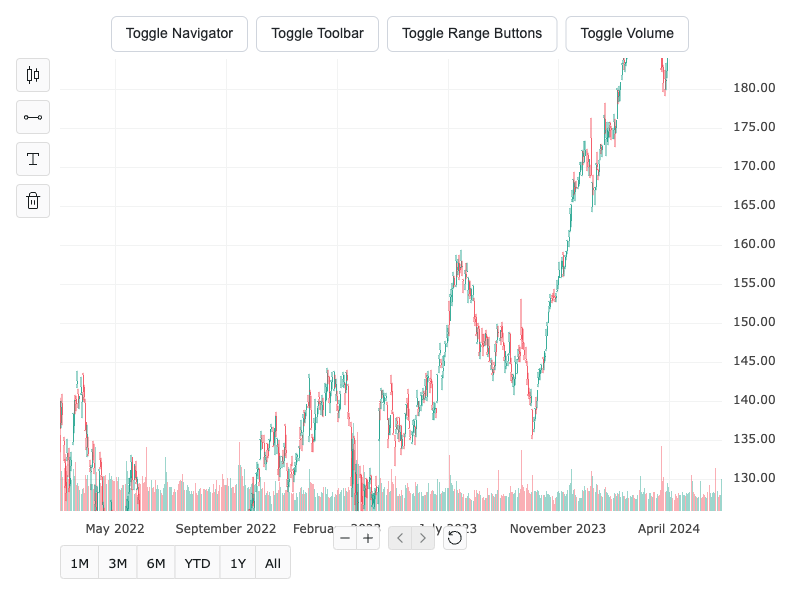 Toggle Navigator Toggle Toolbar Toggle Range Buttons Toggle Volume
T
180.00
175.00
170.00
165.00
160.00
155.00
150.00
145.00
140.00
135.00
130.00
May 2022 September 2022 November 2023 April 2024
1M 3M 6M YTD 1Y All